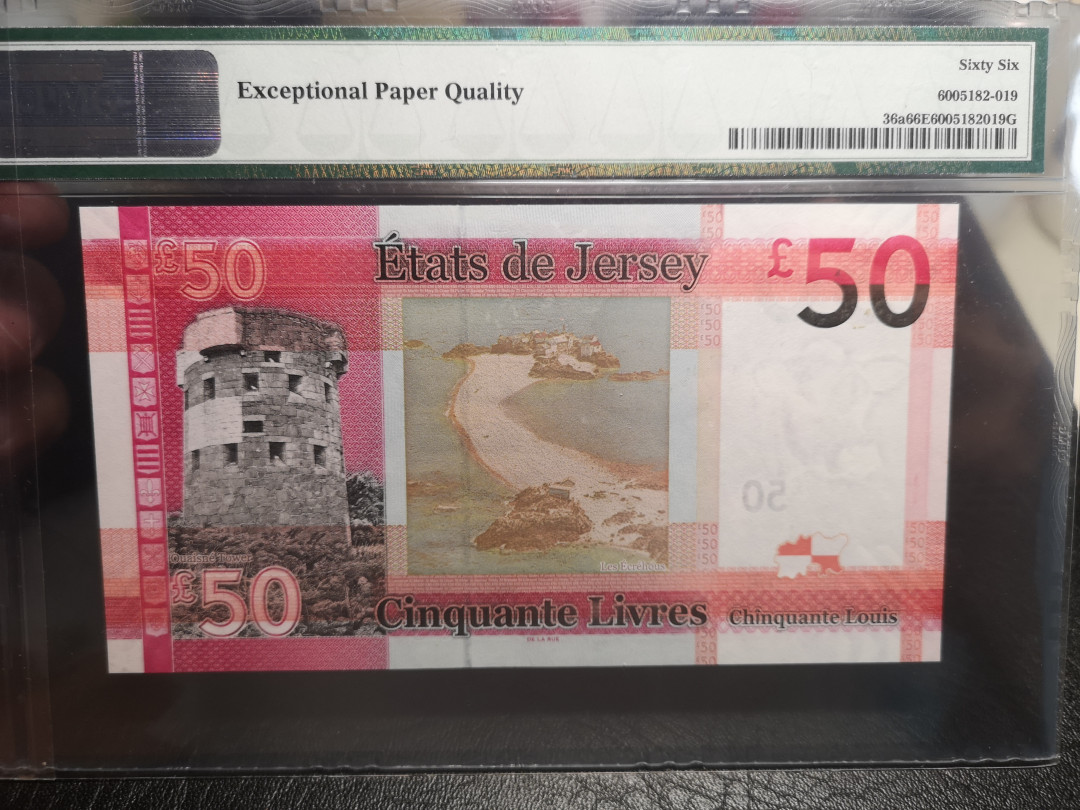 Sixty Six
Exceptional Paper Quality
6005182-019
36a66E6005182019G
£50
États de Jersey
£50
50
Ouaisné Tower
Les Écréhous
£50
Cinquante Livres
Chînquante Louis
DE LA RUE